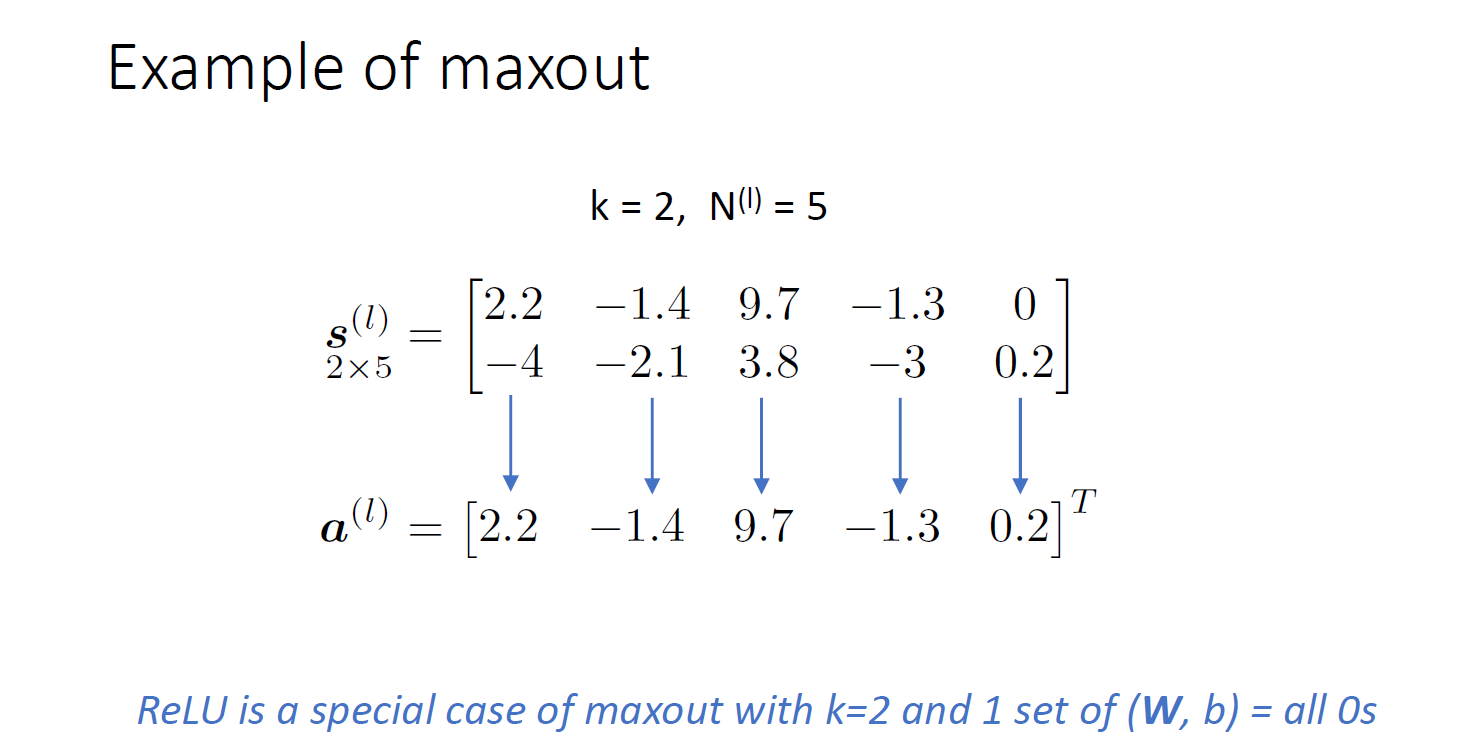 Example of maxout
k = 2, N⁽ˡ⁾ = 5
s⁽ˡ⁾ 2×5 = [2.2 −1.4 9.7 −1.3 0
−4 −2.1 3.8 −3 0.2]
a⁽ˡ⁾ = [2.2 −1.4 9.7 −1.3 0.2]ᵀ
ReLU is a special case of maxout with k=2 and 1 set of (W, b) = all 0s